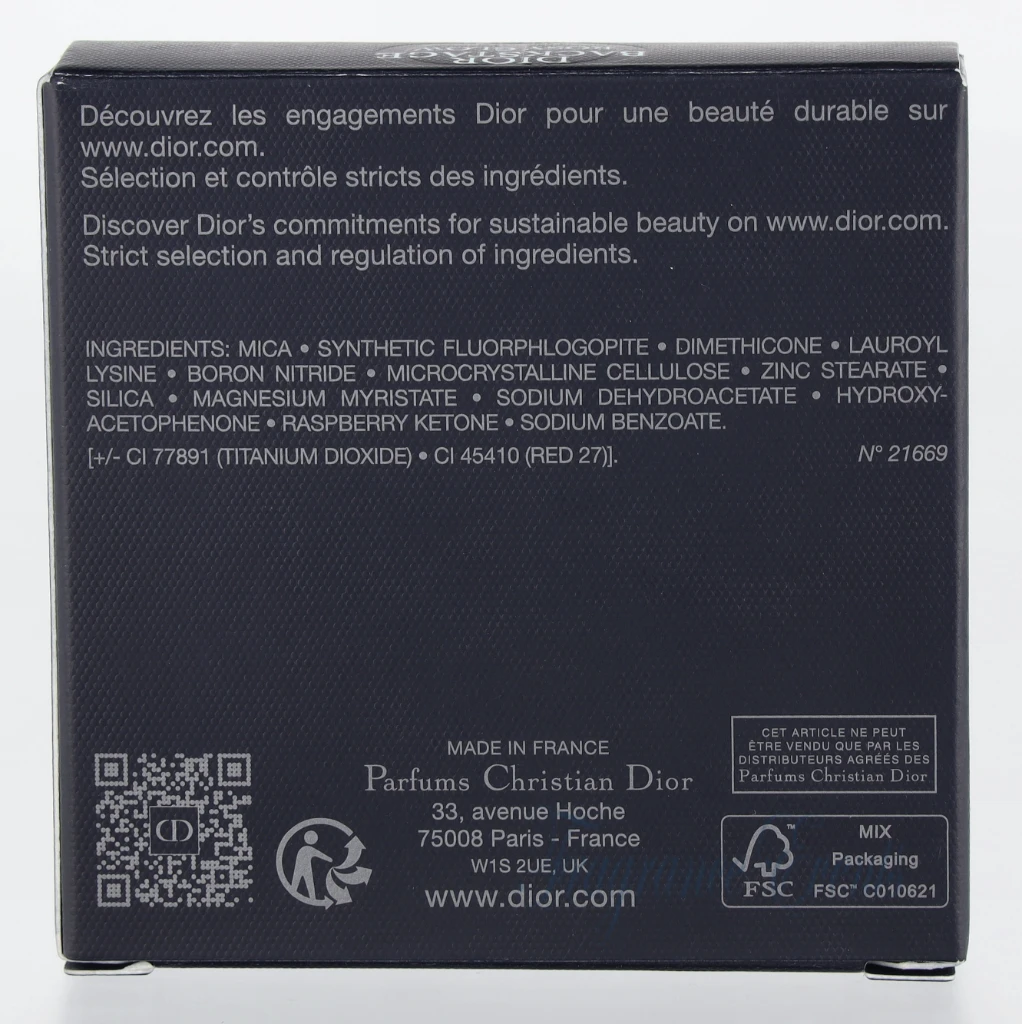 DIOR
BACKSTAGE
Découvrez les engagements Dior pour une beauté durable sur
www.dior.com.
Sélection et contrôle stricts des ingrédients.
Discover Dior's commitments for sustainable beauty on www.dior.com.
Strict selection and regulation of ingredients.
INGREDIENTS: MICA • SYNTHETIC FLUORPHLOGOPITE • DIMETHICONE • LAUROYL
LYSINE • BORON NITRIDE • MICROCRYSTALLINE CELLULOSE • ZINC STEARATE •
SILICA • MAGNESIUM MYRISTATE • SODIUM DEHYDROACETATE • HYDROXY-
ACETOPHENONE • RASPBERRY KETONE • SODIUM BENZOATE.
[+/- CI 77891 (TITANIUM DIOXIDE) • CI 45410 (RED 27)].
N° 21669
MADE IN FRANCE
Parfums Christian Dior
33, avenue Hoche
75008 Paris - France
W1S 2UE, UK
www.dior.com
CD
CET ARTICLE NE PEUT
ÊTRE VENDU QUE PAR LES
DISTRIBUTEURS AGRÉÉS DES
Parfums Christian Dior
FSC™
MIX
Packaging
FSC™ C010621